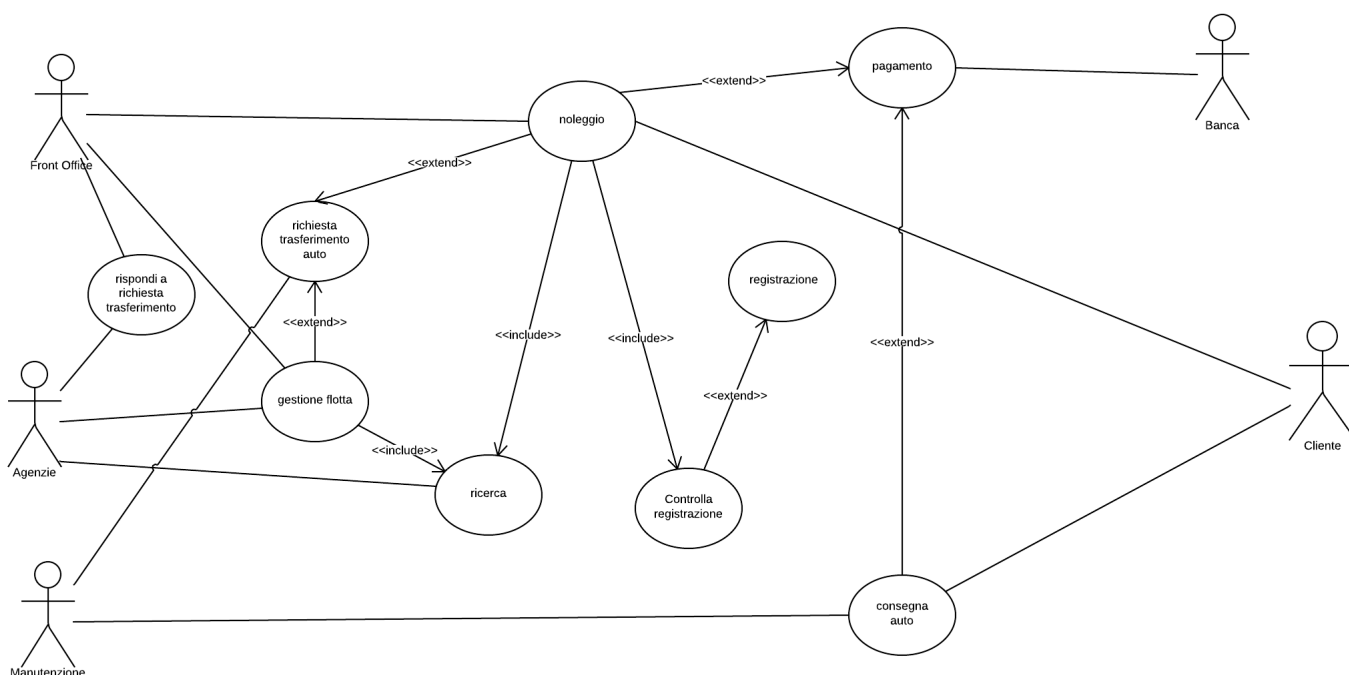 pagamento
<<extend>>
noleggio
Banca
Front Office
<<extend>>
richiesta
trasferimento
auto
rispondi a
richiesta
trasferimento
registrazione
<<extend>>
<<include>>
<<include>>
<<extend>>
gestione flotta
<<extend>>
<<include>>
Cliente
Agenzie
ricerca
Controlla
registrazione
consegna
auto
Manutenzione